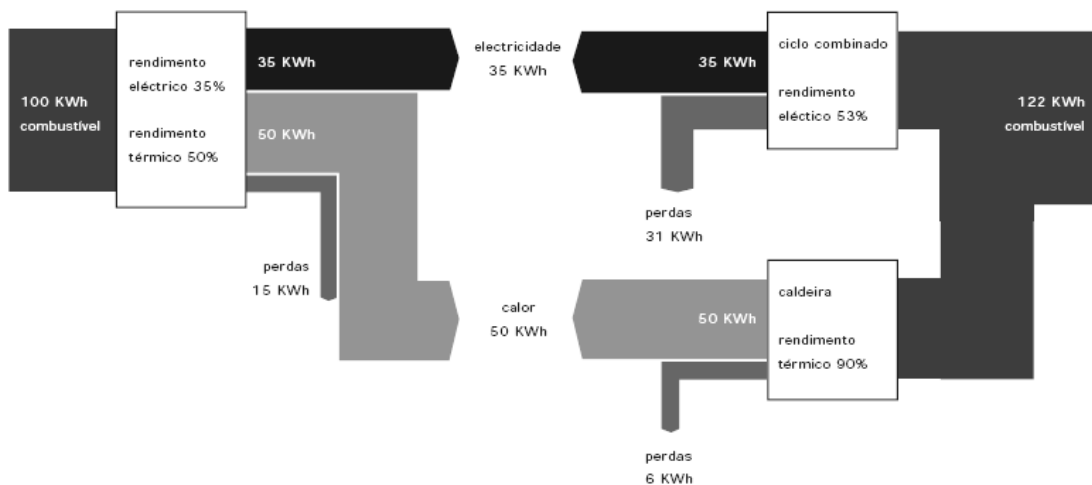 100 KWh
combustível
rendimento
eléctrico 35%
rendimento
térmico 50%
35 KWh
50 KWh
perdas
15 KWh
electricidade
35 KWh
calor
50 KWh
35 KWh
perdas
31 KWh
50 KWh
perdas
6 KWh
ciclo combinado
rendimento
eléctico 53%
caldeira
rendimento
térmico 90%
122 KWh
combustível